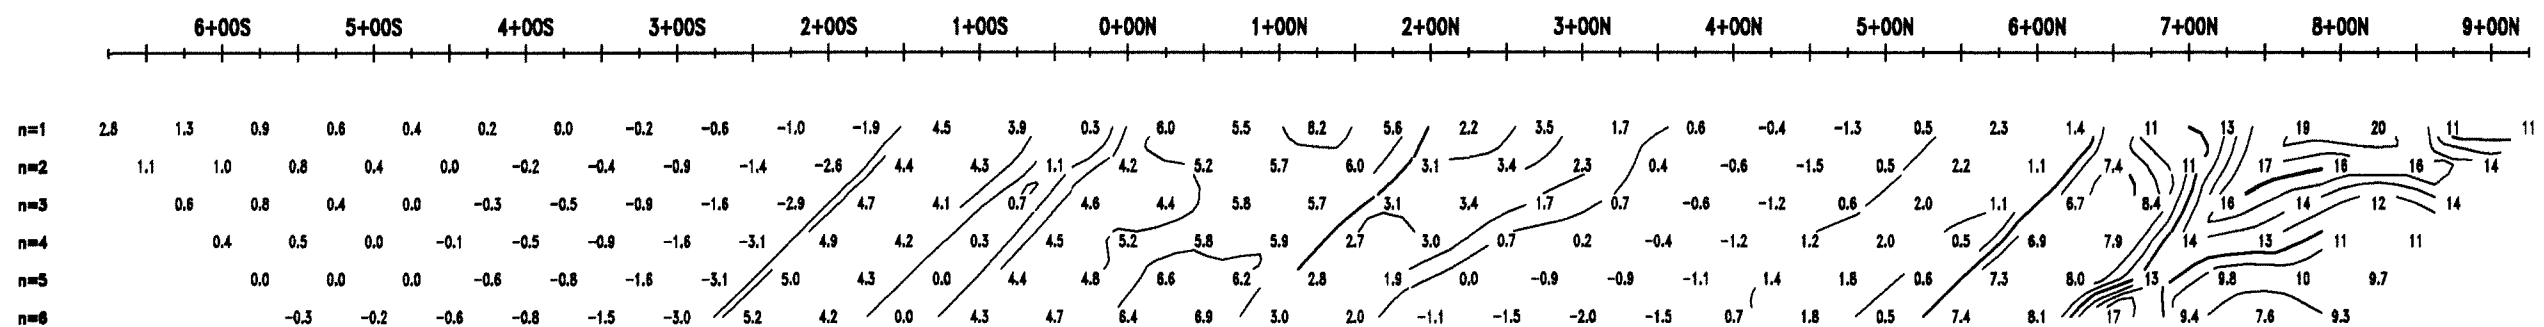 6+00S 5+00S 4+00S 3+00S 2+00S 1+00S 0+00N 1+00N 2+00N 3+00N 4+00N 5+00N 6+00N 7+00N 8+00N 9+00N
n=1 2.8 1.3 0.9 0.6 0.4 0.2 0.0 -0.2 -0.6 -1.0 -1.9 4.5 3.9 0.3 6.0 5.5 8.2 5.6 2.2 3.5 1.7 0.6 -0.4 -1.3 0.5 2.3 1.4 11 13 19 20 11 11
n=2 1.1 1.0 0.8 0.4 0.0 -0.2 -0.4 -0.9 -1.4 -2.6 4.4 4.3 1.1 4.2 5.2 5.7 6.0 3.1 3.4 2.3 0.4 -0.6 -1.5 0.5 2.2 1.1 7.4 11 17 16 16 14
n=3 0.6 0.8 0.4 0.0 -0.3 -0.5 -0.9 -1.6 -2.9 4.7 4.1 0.7 4.6 4.4 5.8 5.7 3.1 3.4 1.7 0.7 -0.6 -1.2 0.6 2.0 1.1 6.7 8.4 16 14 12 14
n=4 0.4 0.5 0.0 -0.1 -0.5 -0.9 -1.6 -3.1 4.9 4.2 0.3 4.5 5.2 5.8 5.9 2.7 3.0 0.7 0.2 -0.4 -1.2 1.2 2.0 0.5 6.9 7.9 14 13 11 11
n=5 0.0 0.0 0.0 -0.6 -0.8 -1.6 -3.1 5.0 4.3 0.0 4.4 4.8 6.6 6.2 2.8 1.9 0.0 -0.9 -0.9 -1.1 1.4 1.8 0.6 7.3 8.0 13 9.8 10 9.7
n=6 -0.3 -0.2 -0.6 -0.8 -1.5 -3.0 5.2 4.2 0.0 4.3 4.7 6.4 6.9 3.0 2.0 -1.1 -1.5 -2.0 -1.5 0.7 1.8 0.5 7.4 8.1 17 9.4 7.6 9.3